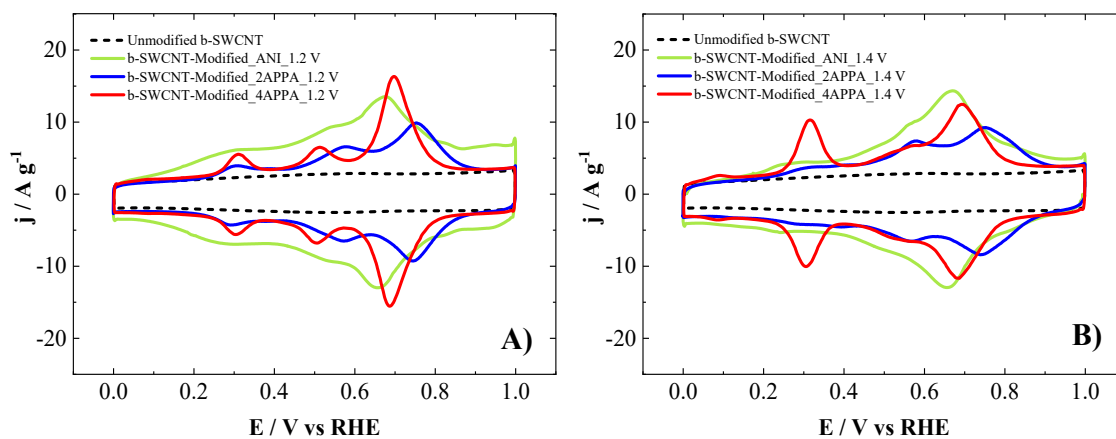 20
10
0
-10
-20
j / A g-1
Unmodified b-SWCNT
b-SWCNT-Modified_ANI_1.2 V
b-SWCNT-Modified_2APPA_1.2 V
b-SWCNT-Modified_4APPA_1.2 V
A)
0.0 0.2 0.4 0.6 0.8 1.0
E / V vs RHE
20
10
0
-10
-20
j / A g-1
Unmodified b-SWCNT
b-SWCNT-Modified_ANI_1.4 V
b-SWCNT-Modified_2APPA_1.4 V
b-SWCNT-Modified_4APPA_1.4 V
B)
0.0 0.2 0.4 0.6 0.8 1.0
E / V vs RHE